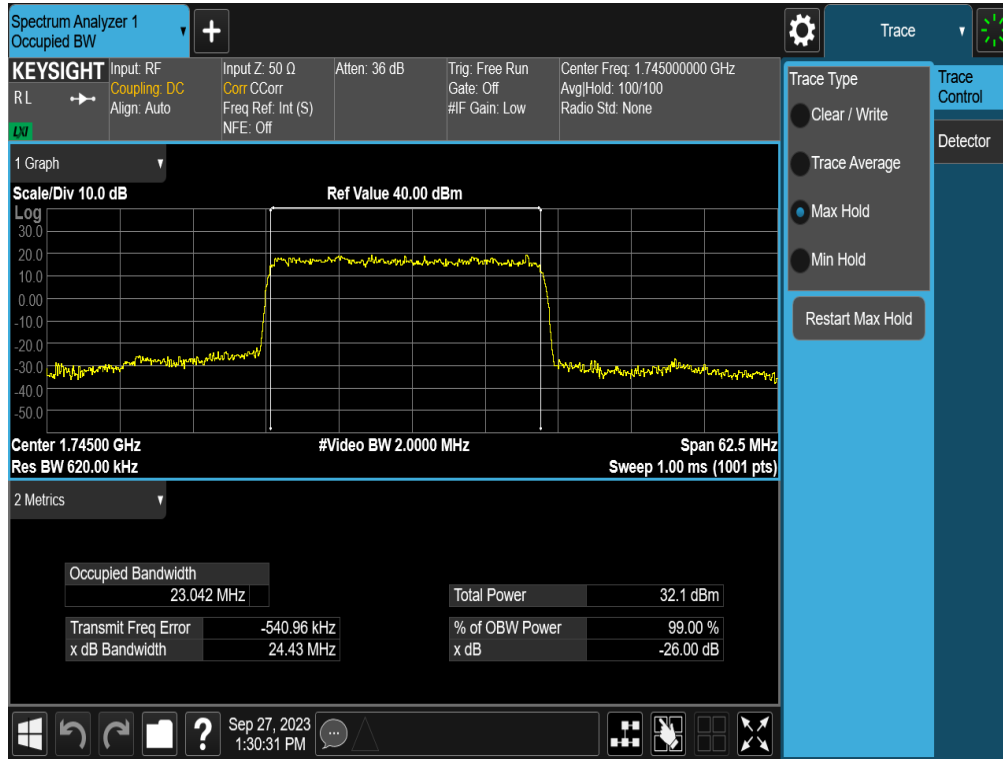 Spectrum Analyzer 1
Occupied BW
+
Trace
KEYSIGHT
RL
LXI
Input: RF
Coupling: DC
Align: Auto
Input Z: 50 Ω
Corr CCorr
Freq Ref: Int (S)
NFE: Off
Atten: 36 dB
Trig: Free Run
Gate: Off
#IF Gain: Low
Center Freq: 1.745000000 GHz
Avg|Hold: 100/100
Radio Std: None
Trace Type
Clear / Write
Trace Average
Max Hold
Min Hold
Restart Max Hold
Trace
Control
Detector
1 Graph
Scale/Div 10.0 dB
Ref Value 40.00 dBm
Log
30.0
20.0
10.0
0.00
-10.0
-20.0
-30.0
-40.0
-50.0
Center 1.74500 GHz
#Video BW 2.0000 MHz
Span 62.5 MHz
Res BW 620.00 kHz
Sweep 1.00 ms (1001 pts)
2 Metrics
Occupied Bandwidth
23.042 MHz
Total Power 32.1 dBm
Transmit Freq Error -540.96 kHz
% of OBW Power 99.00 %
x dB Bandwidth 24.43 MHz
x dB -26.00 dB
?
Sep 27, 2023
1:30:31 PM